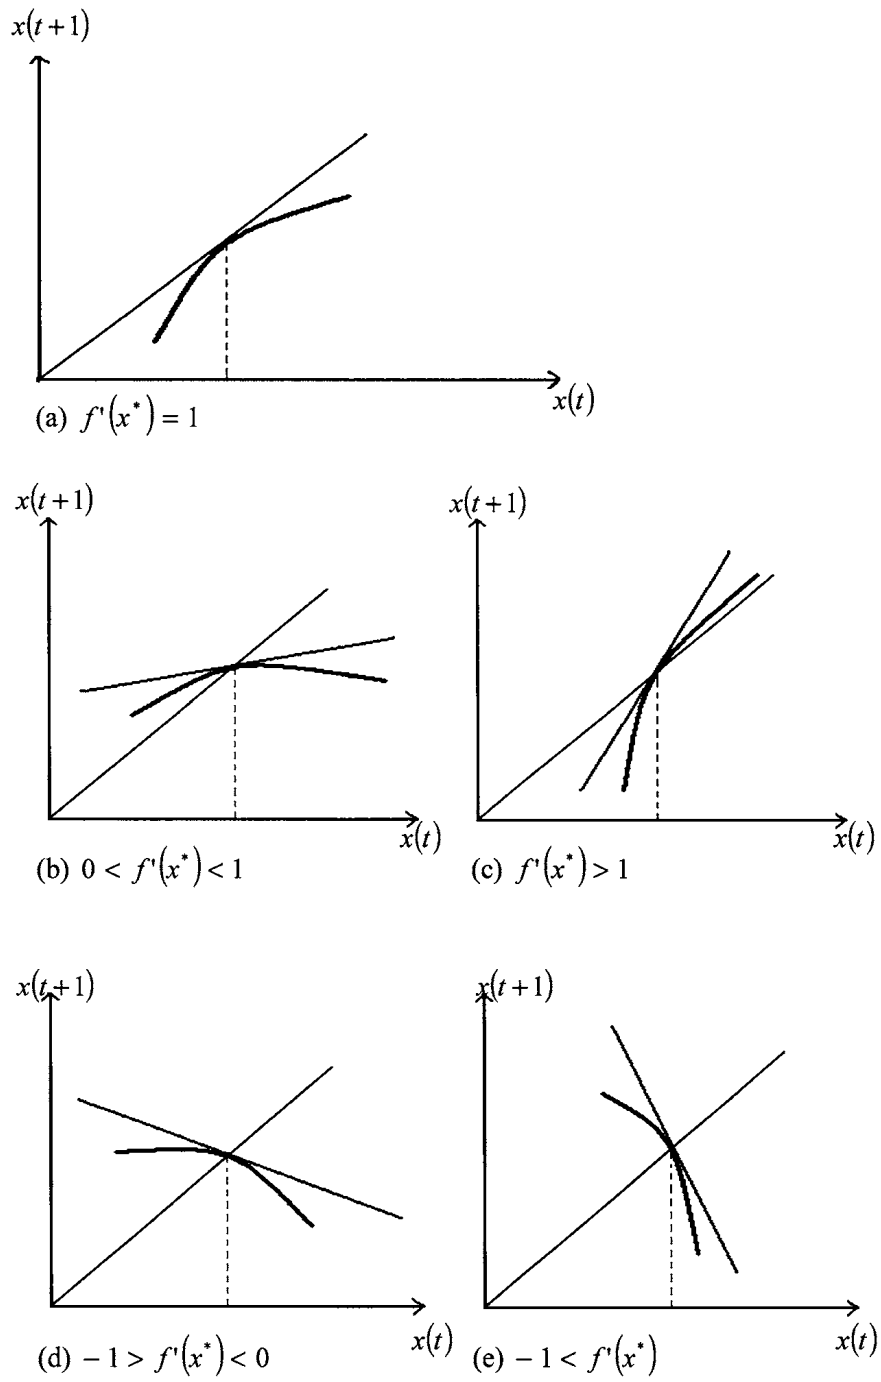 x(t+1)
x(t)
(a) f'(x*) = 1
x(t+1)
x(t)
(b) 0 < f'(x*) < 1
x(t+1)
x(t)
(c) f'(x*) > 1
x(t+1)
x(t)
(d) −1 > f'(x*) < 0
x(t+1)
x(t)
(e) −1 < f'(x*)